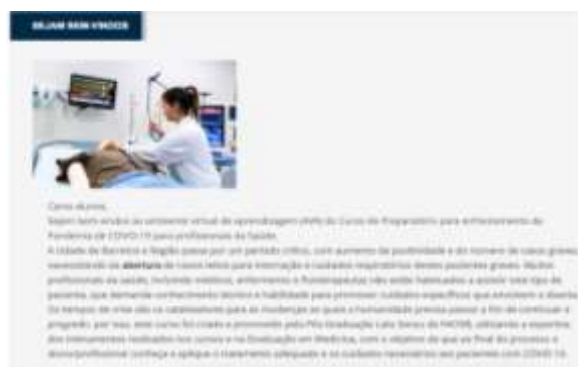 SEJAM BEM VINDOS
Caros alunos,
Sejam bem vindos ao ambiente virtual de aprendizagem (AVA) do Curso de Preparatório para enfrentamento da
Pandemia de COVID-19 para profissionais da Saúde.
A cidade de Barretos e Região passa por um período crítico, com aumento da positividade e do número de casos graves,
necessitando da abertura de novos leitos para internação e cuidados respiratórios destes pacientes graves. Muitos
profissionais da saúde, incluindo médicos, enfermeiros e fisioterapeutas não estão habituados a assistir este tipo de
paciente, que demanda conhecimento técnico e habilidade para promover cuidados específicos que envolvem a
Os tempos de crise são os catalisadores para as mudanças as quais a humanidade precisa passar a fim de continuar o
progresso, por isso, este curso foi criado e promovido pela Pós Graduação Lato Sensu da FACISB, utilizando a expertise
dos treinamentos realizados nos cursos e na Graduação em Medicina, com o objetivo de que ao final do processo o
aluno/profissional conheça e aplique o tratamento adequado e os cuidados necessários aos pacientes com COVID-19.